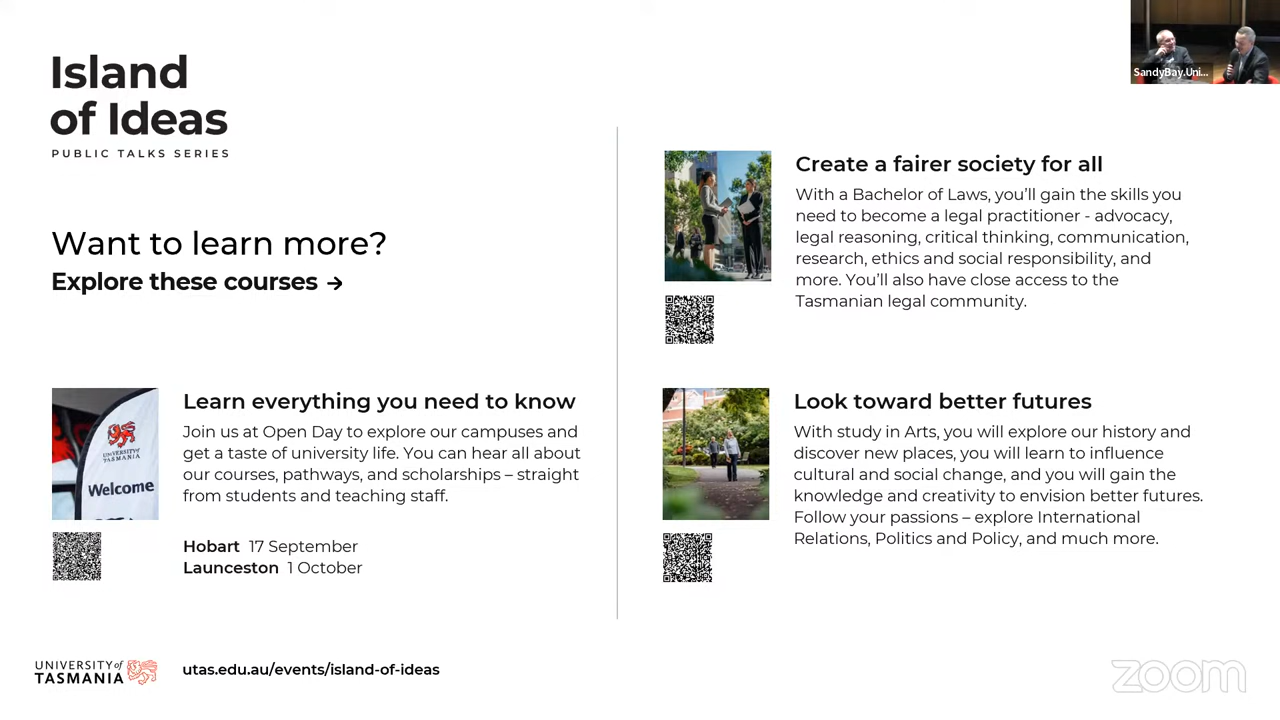 Island
of Ideas
PUBLIC TALKS SERIES
Want to learn more?
Explore these courses →
UNIVERSITY of
TASMANIA
Welcome
Learn everything you need to know
Join us at Open Day to explore our campuses and
get a taste of university life. You can hear all about
our courses, pathways, and scholarships – straight
from students and teaching staff.
Hobart 17 September
Launceston 1 October
SandyBay.Uni...
Create a fairer society for all
With a Bachelor of Laws, you’ll gain the skills you
need to become a legal practitioner - advocacy,
legal reasoning, critical thinking, communication,
research, ethics and social responsibility, and
more. You’ll also have close access to the
Tasmanian legal community.
Look toward better futures
With study in Arts, you will explore our history and
discover new places, you will learn to influence
cultural and social change, and you will gain the
knowledge and creativity to envision better futures.
Follow your passions – explore International
Relations, Politics and Policy, and much more.
UNIVERSITY of
TASMANIA
utas.edu.au/events/island-of-ideas
zoom